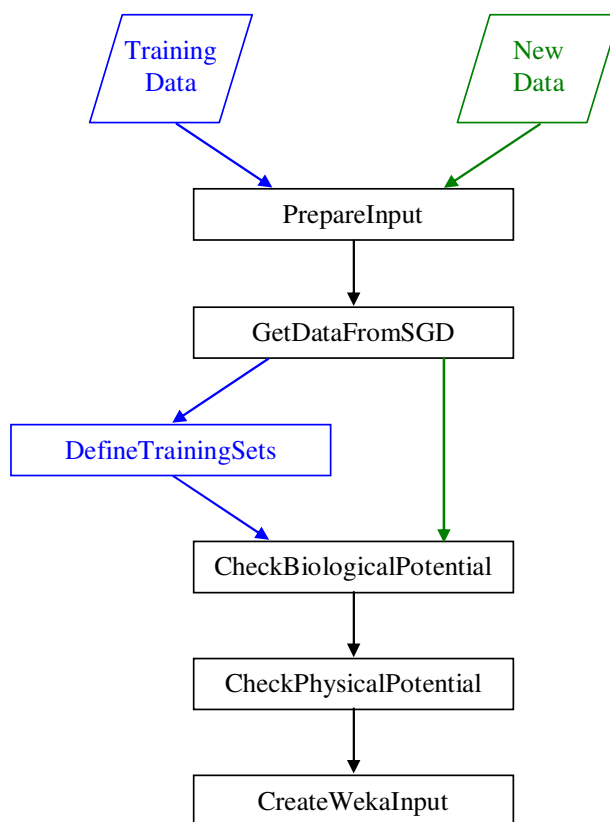 Training
Data
New
Data
PrepareInput
GetDataFromSGD
DefineTrainingSets
CheckBiologicalPotential
CheckPhysicalPotential
CreateWekaInput